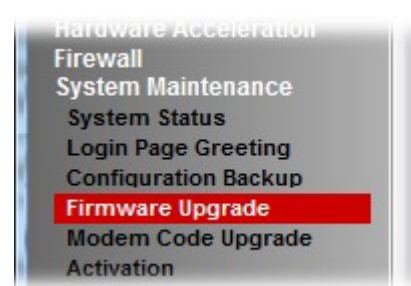 Hardware Acceleration
Firewall
System Maintenance
System Status
Login Page Greeting
Configuration Backup
Firmware Upgrade
Modem Code Upgrade
Activation